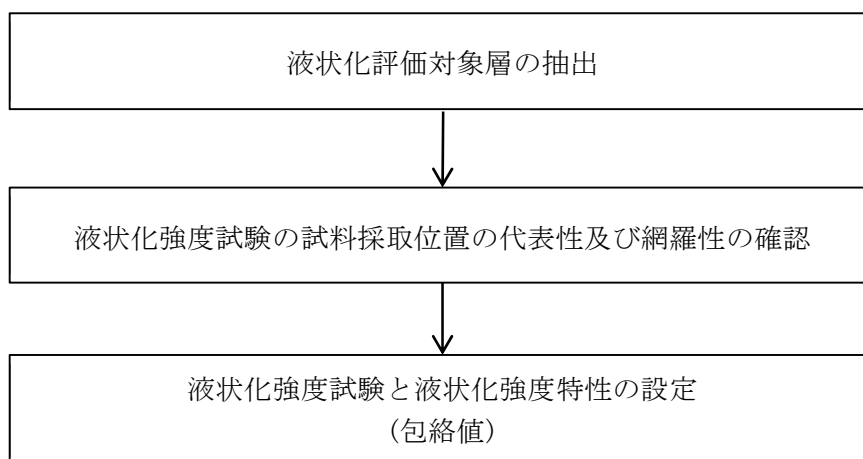 液状化評価対象層の抽出
液状化強度試験の試料採取位置の代表性及び網羅性の確認
液状化強度試験と液状化強度特性の設定
(包絡値)